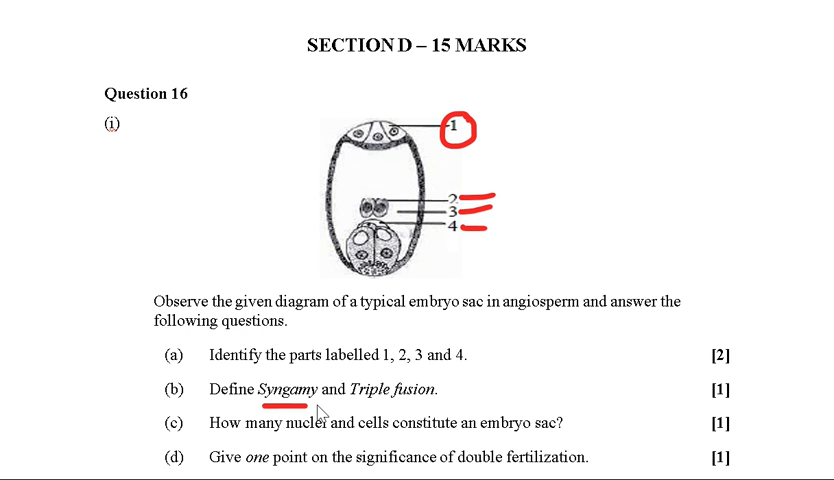 SECTION D – 15 MARKS
Question 16
(i)
1
2
3
4
Observe the given diagram of a typical embryo sac in angiosperm and answer the
following questions.
(a) Identify the parts labelled 1, 2, 3 and 4. [2]
(b) Define Syngamy and Triple fusion. [1]
(c) How many nuclei and cells constitute an embryo sac? [1]
(d) Give one point on the significance of double fertilization. [1]